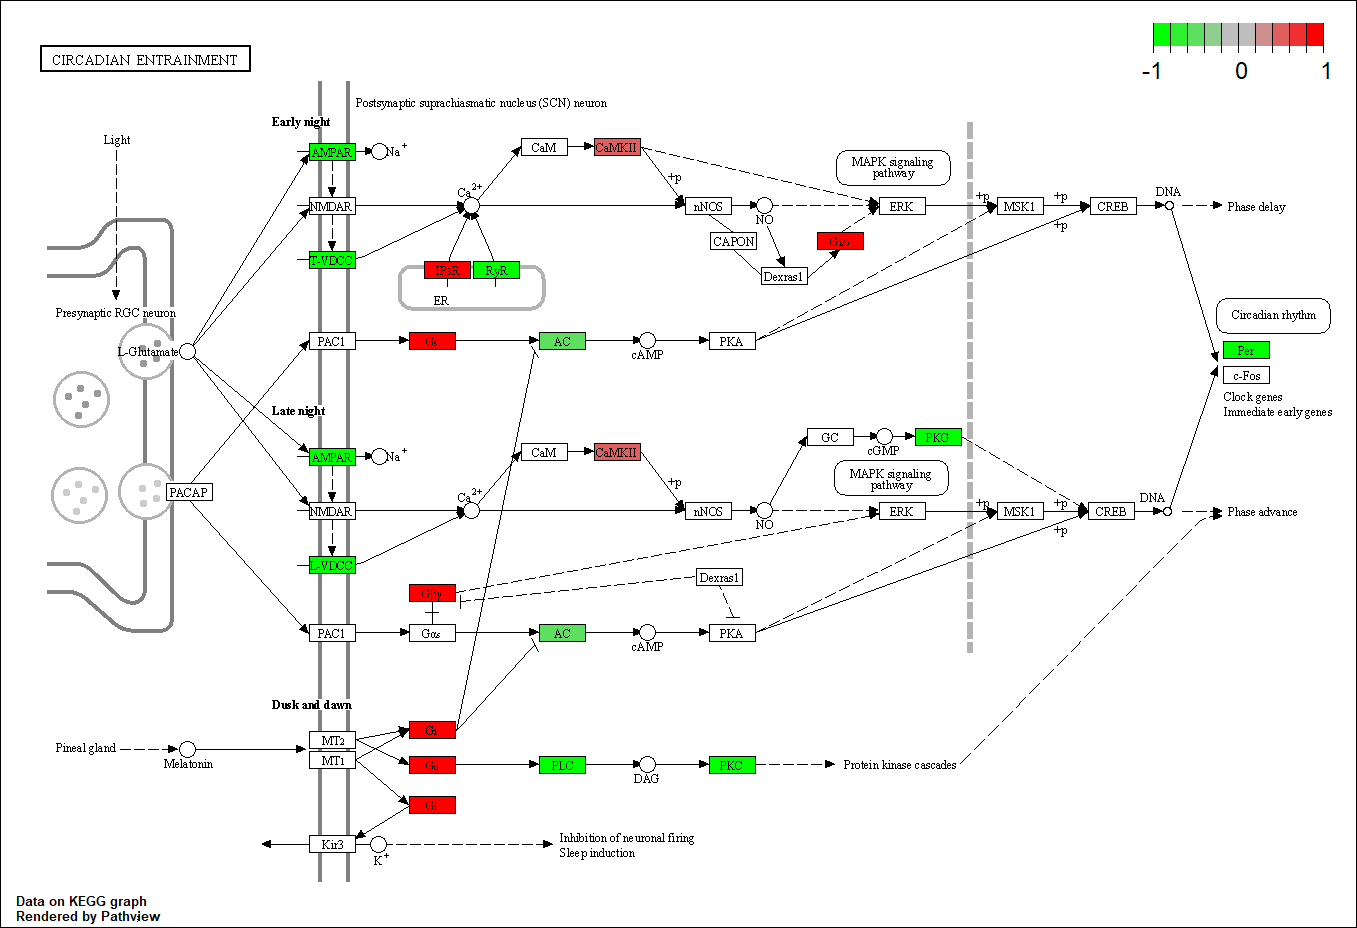 CIRCADIAN ENTRAINMENT
-1 0 1
Postsynaptic suprachiasmatic nucleus (SCN) neuron
Early night
Light
AMPAR
Na+
CaM
CaMKII
MAPK signaling
pathway
+p
NMDAR
Ca2+
nNOS
NO
ERK
+p
MSK1
+p
CREB
DNA
Phase delay
+p
CAPON
Gi/o
T-VDCC
IP3R
RyR
Dexras1
ER
Presynaptic RGC neuron
Circadian rhythm
L-Glutamate
PAC1
Gs
AC
cAMP
PKA
Per
c-Fos
Clock genes
Immediate early genes
Late night
GC
cGMP
PKG
AMPAR
Na+
CaM
CaMKII
MAPK signaling
pathway
+p
PACAP
NMDAR
Ca2+
nNOS
NO
ERK
+p
MSK1
+p
CREB
DNA
Phase advance
+p
L-VDCC
Dexras1
Gβγ
PAC1
Gαs
AC
cAMP
PKA
Dusk and dawn
Gi
MT2
Pineal gland
Melatonin
MT1
Gq
PLC
DAG
PKC
Protein kinase cascades
Gi
Kir3
K+
Inhibition of neuronal firing
Sleep induction
Data on KEGG graph
Rendered by Pathview